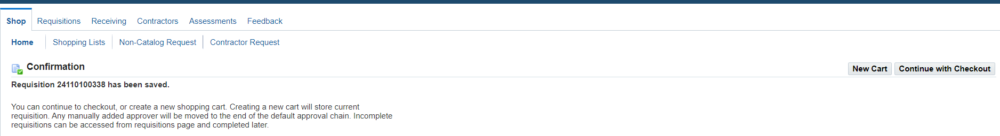 Shop Requisitions Receiving Contractors Assessments Feedback
Home Shopping Lists Non-Catalog Request Contractor Request
Confirmation New Cart Continue with Checkout
Requisition 24110100338 has been saved.
You can continue to checkout, or create a new shopping cart. Creating a new cart will store current
requisition. Any manually added approver will be moved to the end of the default approval chain. Incomplete
requisitions can be accessed from requisitions page and completed later.